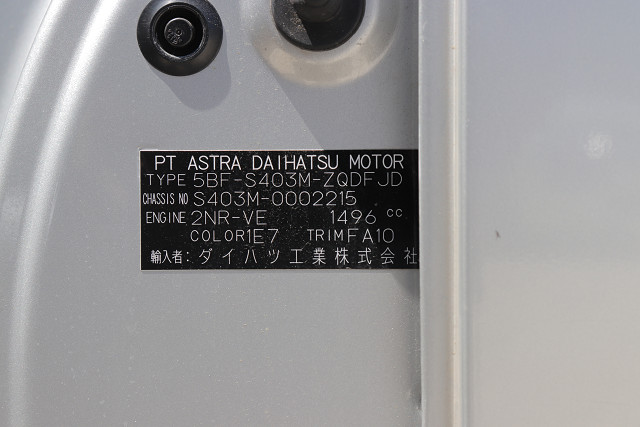 PT ASTRA DAIHATSU MOTOR
TYPE 5BF-S403M-ZQDFJD
CHASSIS NO S403M-0002215
ENGINE 2NR-VE 1496 cc
COLOR 1E7 TRIM FA10
輸入者: ダイハツ工業株式会社